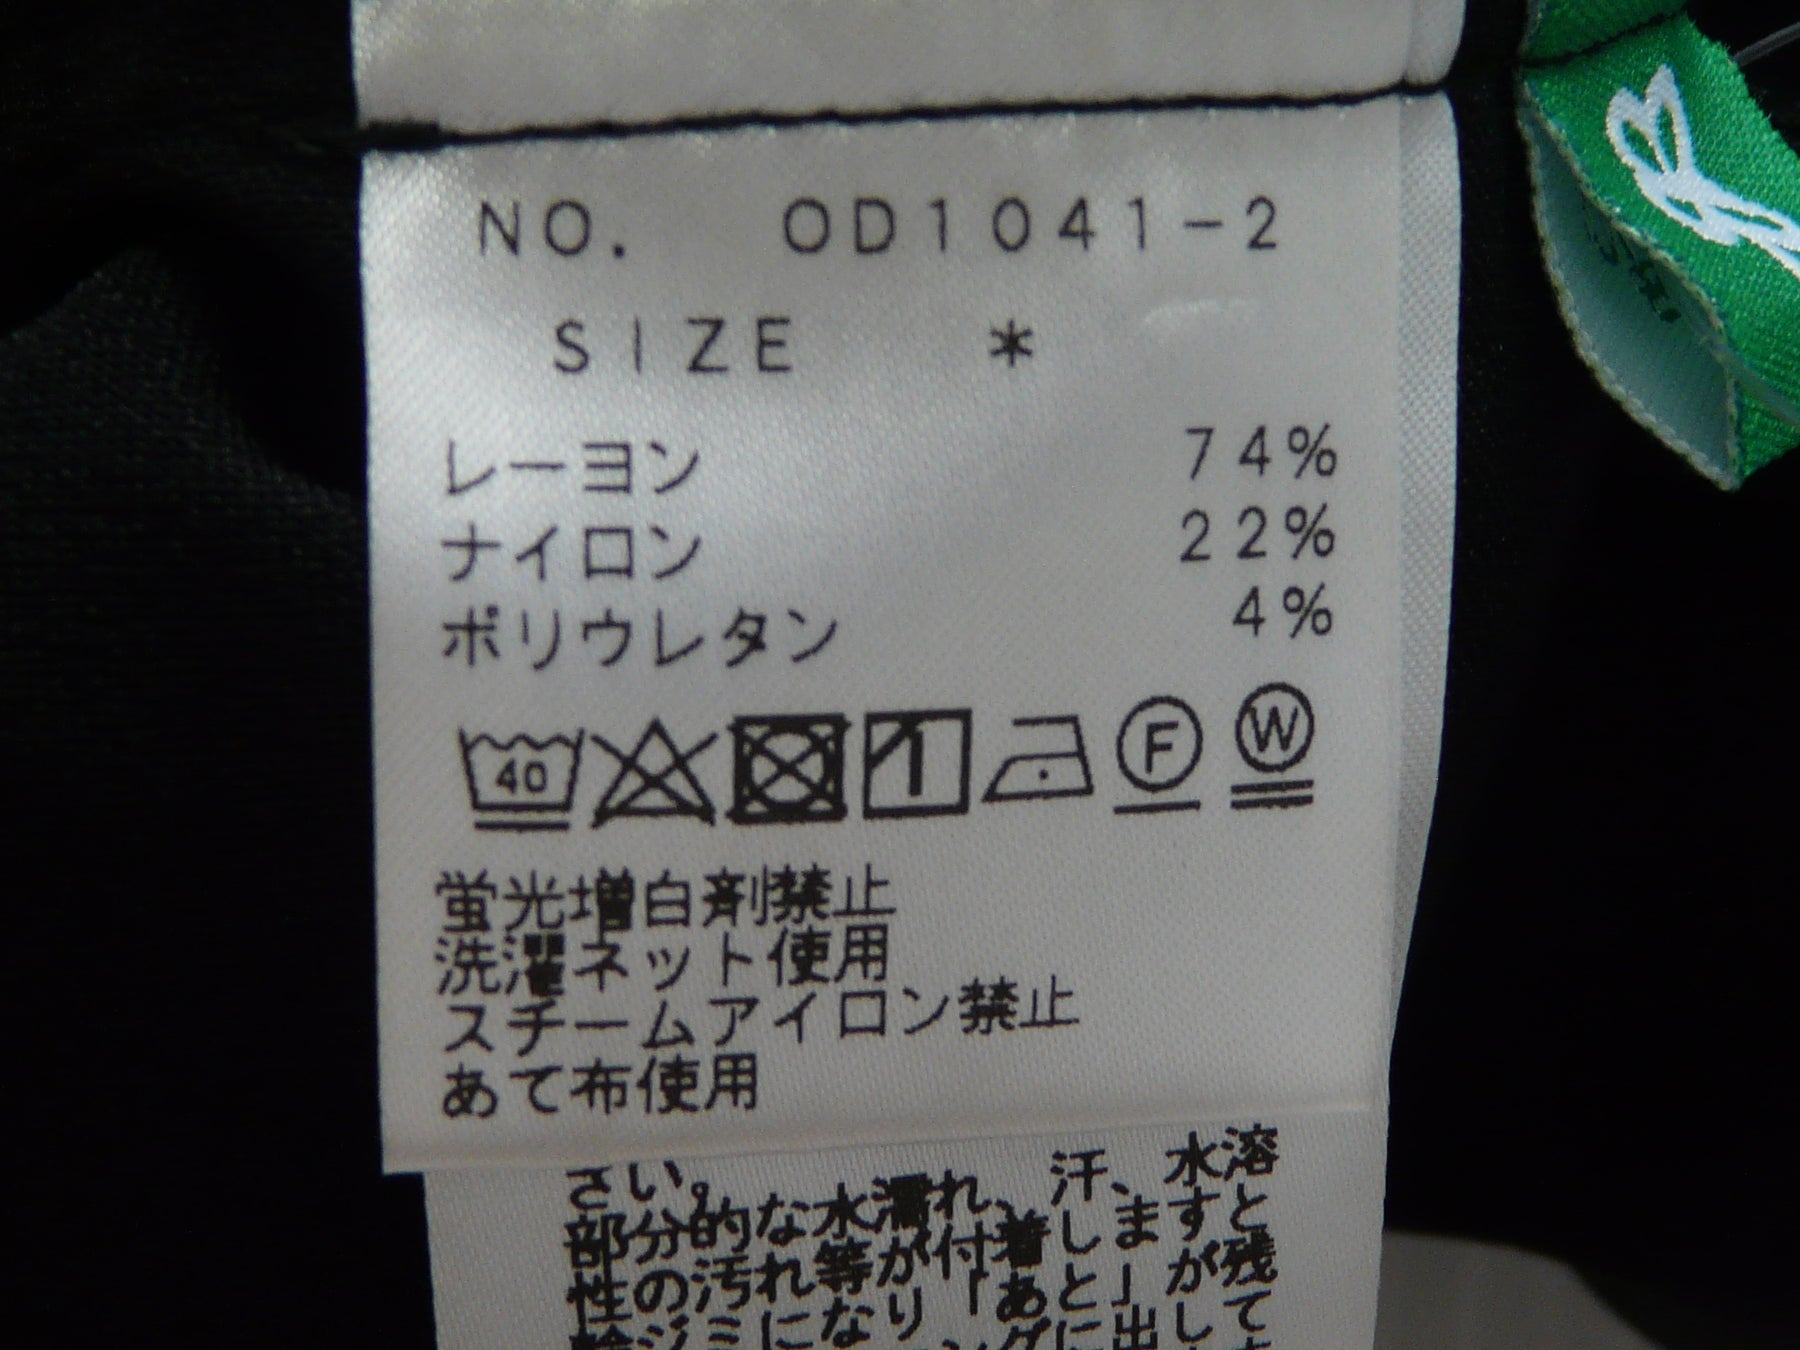 NO. OD1041-2
SIZE *
レーヨン 74%
ナイロン 22%
ポリウレタン 4%
40 F W
蛍光増白剤禁止
洗濯ネット使用
スチームアイロン禁止
あて布使用
さい。
部分的な水濡れ、汗、水溶
性の汚れ等が付着しますと
になり「あと」が残
出して